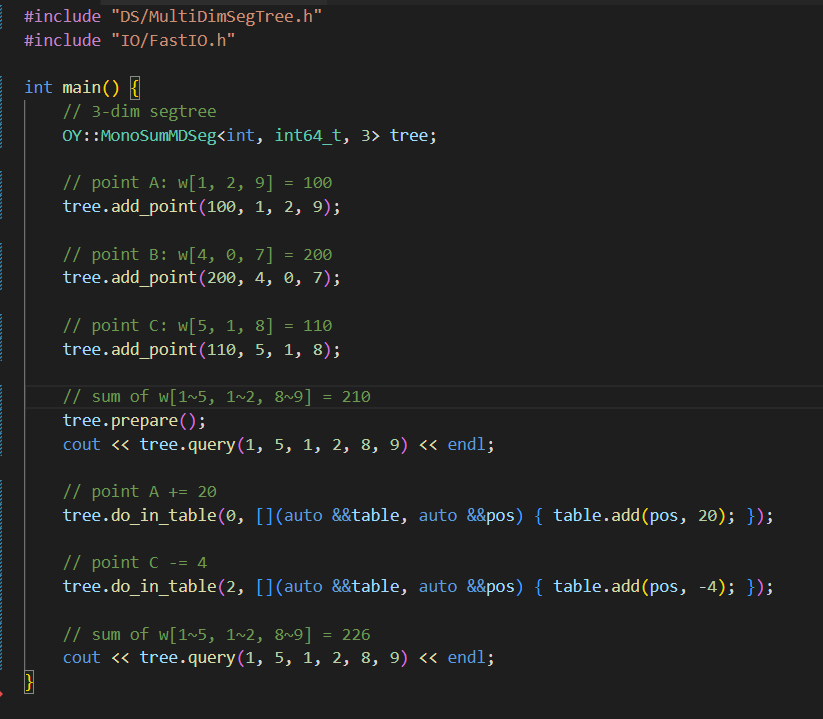 #include "DS/MultiDimSegTree.h"
#include "IO/FastIO.h"
int main() {
// 3-dim segtree
OY::MonoSumMDSeg<int, int64_t, 3> tree;
// point A: w[1, 2, 9] = 100
tree.add_point(100, 1, 2, 9);
// point B: w[4, 0, 7] = 200
tree.add_point(200, 4, 0, 7);
// point C: w[5, 1, 8] = 110
tree.add_point(110, 5, 1, 8);
// sum of w[1~5, 1~2, 8~9] = 210
tree.prepare();
cout << tree.query(1, 5, 1, 2, 8, 9) << endl;
// point A += 20
tree.do_in_table(0, [](auto &&table, auto &&pos) { table.add(pos, 20); });
// point C -= 4
tree.do_in_table(2, [](auto &&table, auto &&pos) { table.add(pos, -4); });
// sum of w[1~5, 1~2, 8~9] = 226
cout << tree.query(1, 5, 1, 2, 8, 9) << endl;
}